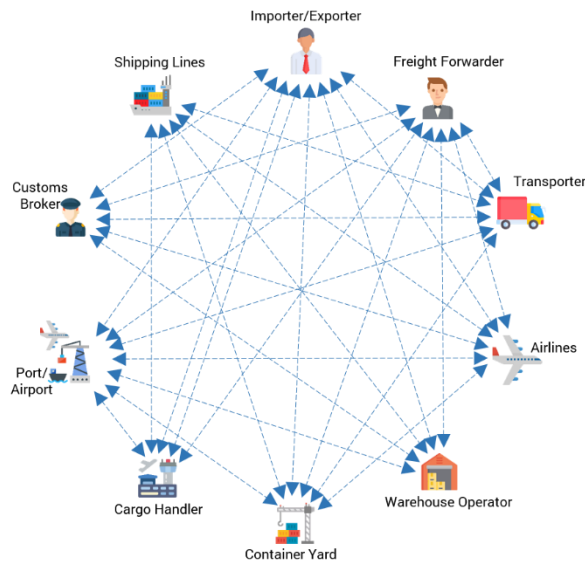 Importer/Exporter
Shipping Lines
Freight Forwarder
Customs
Broker
Transporter
Port/
Airport
Airlines
Cargo Handler
Warehouse Operator
Container Yard